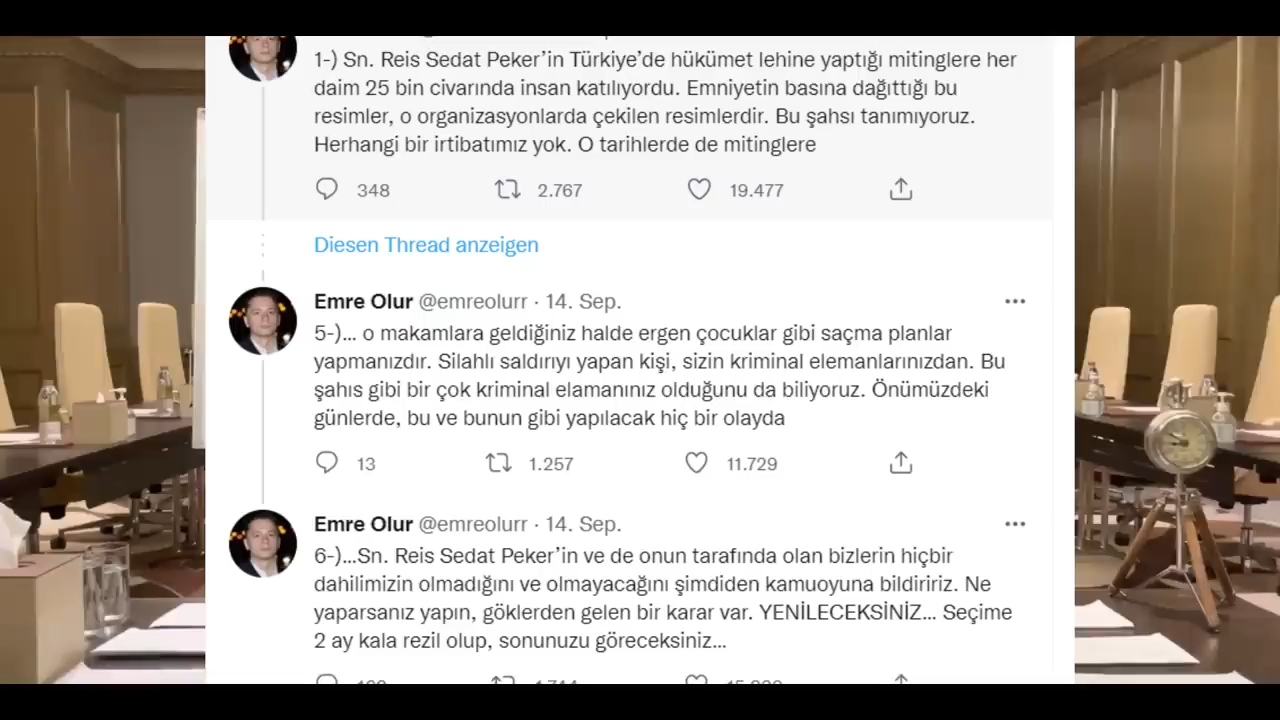 1-) Sn. Reis Sedat Peker’in Türkiye’de hükümet lehine yaptığı mitinglere her
daim 25 bin civarında insan katılıyordu. Emniyetin basına dağıttığı bu
resimler, o organizasyonlarda çekilen resimlerdir. Bu şahsı tanımıyoruz.
Herhangi bir irtibatımız yok. O tarihlerde de mitinglere
348 2.767 19.477
Diesen Thread anzeigen
Emre Olur @emreolurr · 14. Sep.
5-)... o makamlara geldiğiniz halde ergen çocuklar gibi saçma planlar
yapmanızdır. Silahlı saldırıyı yapan kişi, sizin kriminal elemanlarınızdan. Bu
şahıs gibi bir çok kriminal elamanınız olduğunu da biliyoruz. Önümüzdeki
günlerde, bu ve bunun gibi yapılacak hiç bir olayda
13 1.257 11.729
Emre Olur @emreolurr · 14. Sep.
6-)...Sn. Reis Sedat Peker’in ve de onun tarafında olan bizlerin hiçbir
dahilimizin olmadığını ve olmayacağını şimdiden kamuoyuna bildiririz. Ne
yaparsanız yapın, göklerden gelen bir karar var. YENİLECEKSİNİZ... Seçime
2 ay kala rezil olup, sonunuzu göreceksiniz...